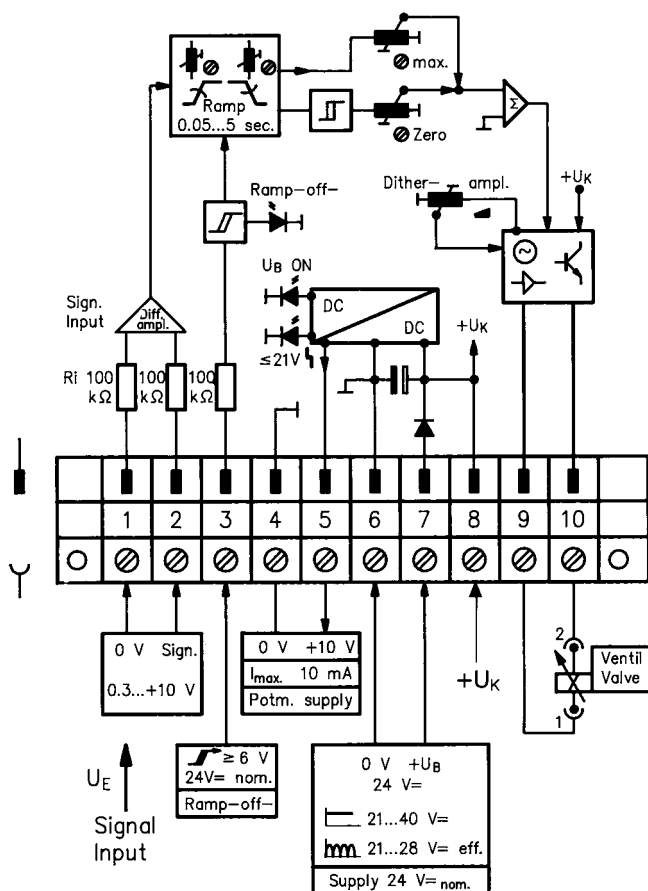 max.
Ramp
0.05...5 sec.
Σ
Zero
Ramp-off-
Dither- ampl.
+UK
UB ON
DC
DC
≤21V
+UK
Sign. Input
Diff. ampl.
Ri 100 kΩ
100 kΩ
100 kΩ
1 2 3 4 5 6 7 8 9 10
0 V Sign.
0.3...+10 V
0 V +10 V
Imax. 10 mA
Potm. supply
+UK
2
1
Ventil
Valve
UE
Signal
Input
≥ 6 V
24V= nom.
Ramp-off-
0 V +UB
24 V=
21...40 V=
21...28 V= eff.
Supply 24 V=nom.